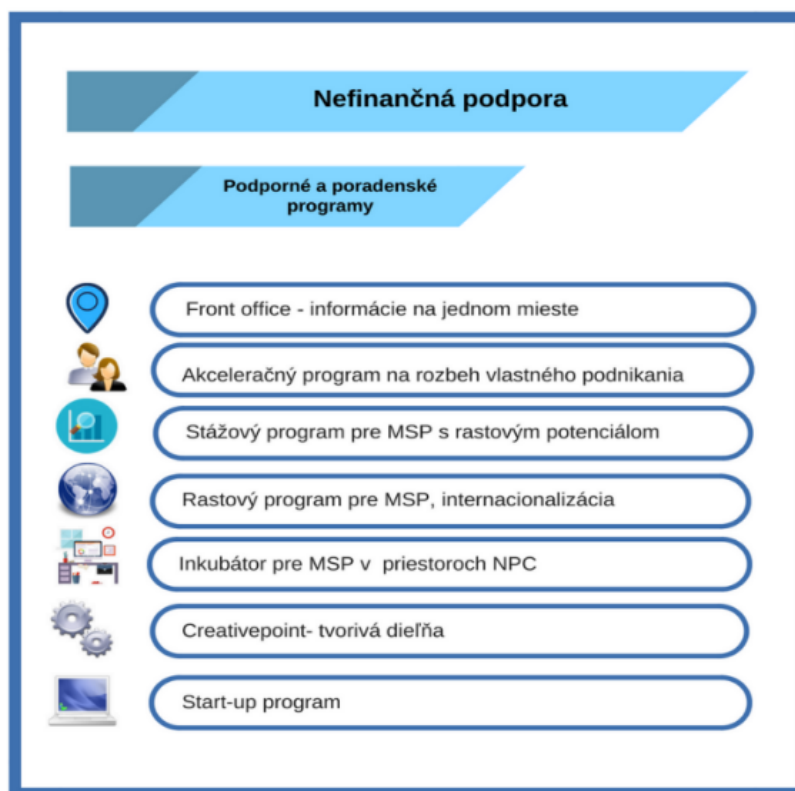 Nefinančná podpora
Podporné a poradenské
programy
Front office - informácie na jednom mieste
Akceleračný program na rozbeh vlastného podnikania
Stážový program pre MSP s rastovým potenciálom
Rastový program pre MSP, internacionalizácia
Inkubátor pre MSP v  priestoroch NPC
Creativepoint- tvorivá dieľňa
Start-up program